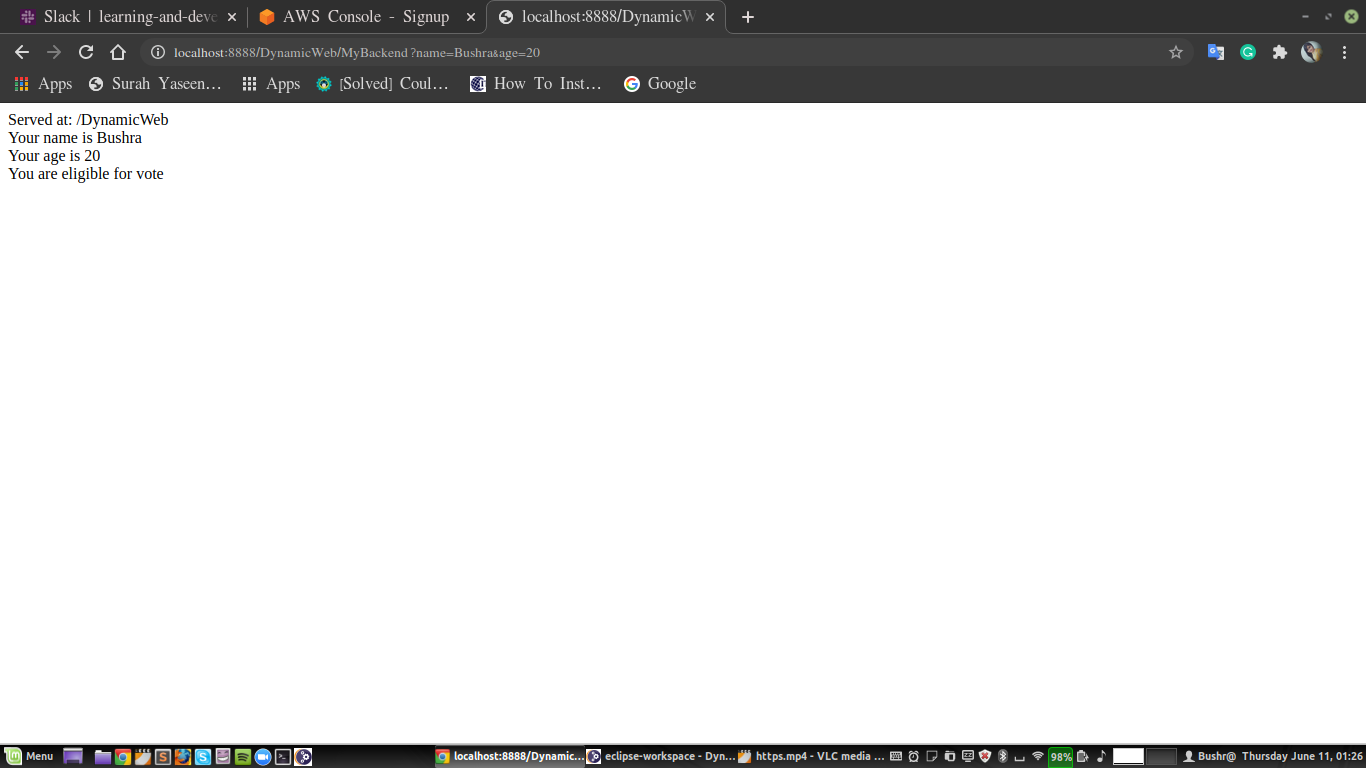 Slack | learning-and-deve
AWS Console - Signup
localhost:8888/DynamicW
localhost:8888/DynamicWeb/MyBackend?name=Bushra&age=20
Apps
Surah Yaseen...
Apps
[Solved] Coul...
How To Inst...
Google
Served at: /DynamicWeb
Your name is Bushra
Your age is 20
You are eligible for vote
Menu
localhost:8888/Dynamic...
eclipse-workspace - Dyn...
https.mp4 - VLC media ...
98%
Bushr@
Thursday June 11, 01:26